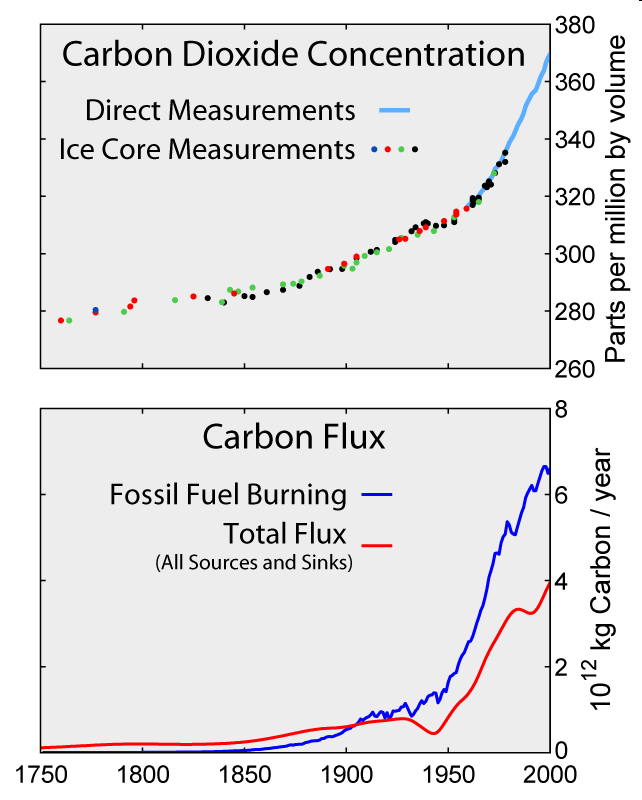 Carbon Dioxide Concentration
Direct Measurements
Ice Core Measurements
380
360
340
320
300
280
260
Parts per million by volume
Carbon Flux
Fossil Fuel Burning
Total Flux
(All Sources and Sinks)
8
6
4
2
0
10¹² kg Carbon / year
1750 1800 1850 1900 1950 2000